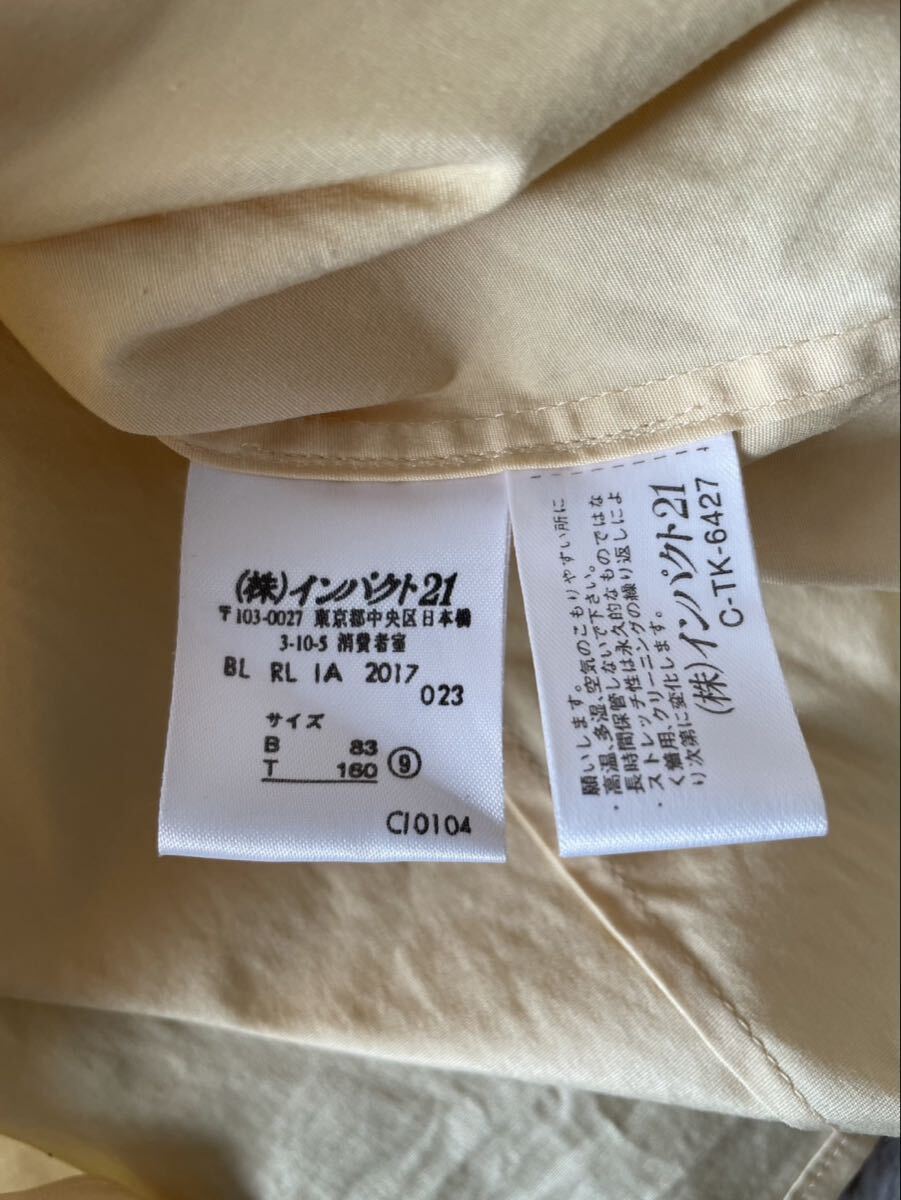 (株)インパクト21
〒103-0027 東京都中央区日本橋
3-10-5 消費者室
BL RL IA 2017
023
サイズ
B 83
T 160 ⑨
CI0104
願いします。
・高温、多湿、空気のこもりやすい所に
長時間保管しないで下さい。
・ストレッチ性は永久的なものではな
く着用、クリーニングの繰り返しによ
り次第に変化します。
(株)インパクト21
C-TK-6427